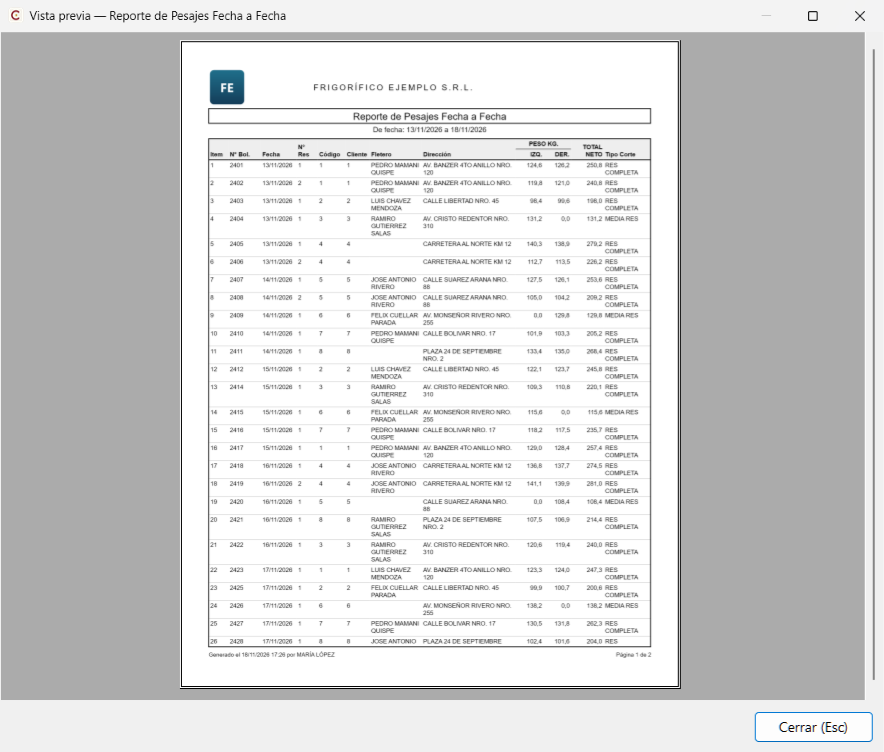 Vista previa — Reporte de Pesajes Fecha a Fecha
FE
FRIGORÍFICO EJEMPLO S.R.L.
Reporte de Pesajes Fecha a Fecha
De fecha: 13/11/2026 a 18/11/2026
N° PESO KG. TOTAL
Item N° Bol. Fecha Res Código Cliente Fletero Dirección IZQ. DER. NETO Tipo Corte
1 2401 13/11/2026 1 1 1 PEDRO MAMANI AV. BANZER 4TO ANILLO NRO. 124,6 126,2 250,8 RES
QUISPE 120 COMPLETA
2 2402 13/11/2026 2 1 1 PEDRO MAMANI AV. BANZER 4TO ANILLO NRO. 119,8 121,0 240,8 RES
QUISPE 120 COMPLETA
3 2403 13/11/2026 1 2 2 LUIS CHAVEZ CALLE LIBERTAD NRO. 45 98,4 99,6 198,0 RES
MENDOZA COMPLETA
4 2404 13/11/2026 1 3 3 RAMIRO AV. CRISTO REDENTOR NRO. 131,2 0,0 131,2 MEDIA RES
GUTIERREZ 310
SALAS
5 2405 13/11/2026 1 4 4 CARRETERA AL NORTE KM 12 140,3 138,9 279,2 RES
COMPLETA
6 2406 13/11/2026 2 4 4 CARRETERA AL NORTE KM 12 112,7 113,5 226,2 RES
COMPLETA
7 2407 14/11/2026 1 5 5 JOSE ANTONIO CALLE SUAREZ ARANA NRO. 127,5 126,1 253,6 RES
RIVERO 88 COMPLETA
8 2408 14/11/2026 2 5 5 JOSE ANTONIO CALLE SUAREZ ARANA NRO. 105,0 104,2 209,2 RES
RIVERO 88 COMPLETA
9 2409 14/11/2026 1 6 6 FELIX CUELLAR AV. MONSEÑOR RIVERO NRO. 0,0 129,8 129,8 MEDIA RES
PARADA 255
10 2410 14/11/2026 1 7 7 PEDRO MAMANI CALLE BOLIVAR NRO. 17 101,9 103,3 205,2 RES
QUISPE COMPLETA
11 2411 14/11/2026 1 8 8 PLAZA 24 DE SEPTIEMBRE 133,4 135,0 268,4 RES
NRO. 2 COMPLETA
12 2412 15/11/2026 1 2 2 LUIS CHAVEZ CALLE LIBERTAD NRO. 45 122,1 123,7 245,8 RES
MENDOZA COMPLETA
13 2414 15/11/2026 1 3 3 RAMIRO AV. CRISTO REDENTOR NRO. 109,3 110,8 220,1 RES
GUTIERREZ 310 COMPLETA
SALAS
14 2415 15/11/2026 1 6 6 FELIX CUELLAR AV. MONSEÑOR RIVERO NRO. 115,6 0,0 115,6 MEDIA RES
PARADA 255
15 2416 15/11/2026 1 7 7 PEDRO MAMANI CALLE BOLIVAR NRO. 17 118,2 117,5 235,7 RES
QUISPE COMPLETA
16 2417 15/11/2026 1 1 1 PEDRO MAMANI AV. BANZER 4TO ANILLO NRO. 129,0 128,4 257,4 RES
QUISPE 120 COMPLETA
17 2418 16/11/2026 1 4 4 JOSE ANTONIO CARRETERA AL NORTE KM 12 136,8 137,7 274,5 RES
RIVERO COMPLETA
18 2419 16/11/2026 2 4 4 JOSE ANTONIO CARRETERA AL NORTE KM 12 141,1 139,9 281,0 RES
RIVERO COMPLETA
19 2420 16/11/2026 1 5 5 CALLE SUAREZ ARANA NRO. 0,0 108,4 108,4 MEDIA RES
88
20 2421 16/11/2026 1 8 8 RAMIRO PLAZA 24 DE SEPTIEMBRE 107,5 106,9 214,4 RES
GUTIERREZ NRO. 2 COMPLETA
SALAS
21 2422 16/11/2026 1 3 3 RAMIRO AV. CRISTO REDENTOR NRO. 120,6 119,4 240,0 RES
GUTIERREZ 310 COMPLETA
SALAS
22 2423 17/11/2026 1 1 1 LUIS CHAVEZ AV. BANZER 4TO ANILLO NRO. 123,3 124,0 247,3 RES
MENDOZA 120 COMPLETA
23 2425 17/11/2026 1 2 2 FELIX CUELLAR CALLE LIBERTAD NRO. 45 99,9 100,7 200,6 RES
PARADA COMPLETA
24 2426 17/11/2026 1 6 6 AV. MONSEÑOR RIVERO NRO. 138,2 0,0 138,2 MEDIA RES
255
25 2427 17/11/2026 1 7 7 PEDRO MAMANI CALLE BOLIVAR NRO. 17 130,5 131,8 262,3 RES
QUISPE COMPLETA
26 2428 17/11/2026 1 8 8 JOSE ANTONIO PLAZA 24 DE SEPTIEMBRE 102,4 101,6 204,0 RES
Generado el 18/11/2026 17:26 por MARÍA LÓPEZ Página 1 de 2
Cerrar (Esc)